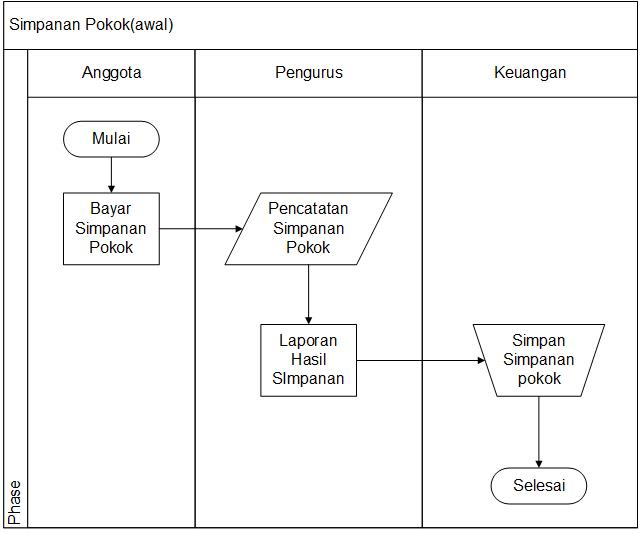 Simpanan Pokok(awal)
Anggota
Pengurus
Keuangan
Mulai
Bayar
Simpanan
Pokok
Pencatatan
Simpanan
Pokok
Laporan
Hasil
SImpanan
Simpan
Simpanan
pokok
Selesai
Phase